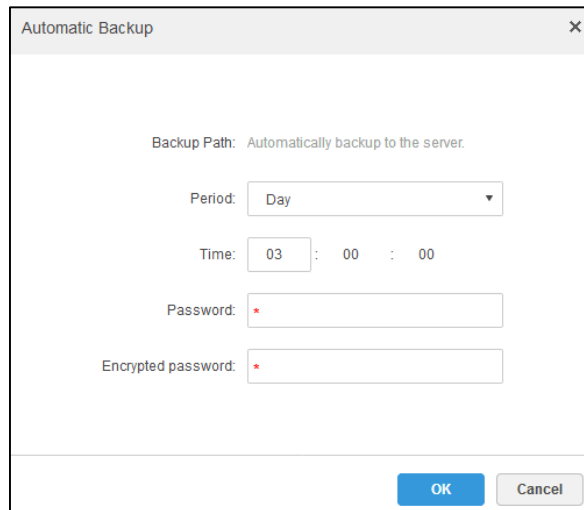 Automatic Backup ×
Backup Path: Automatically backup to the server.
Period: Day
Time: 03 : 00 : 00
Password: *
Encrypted password: *
OK Cancel